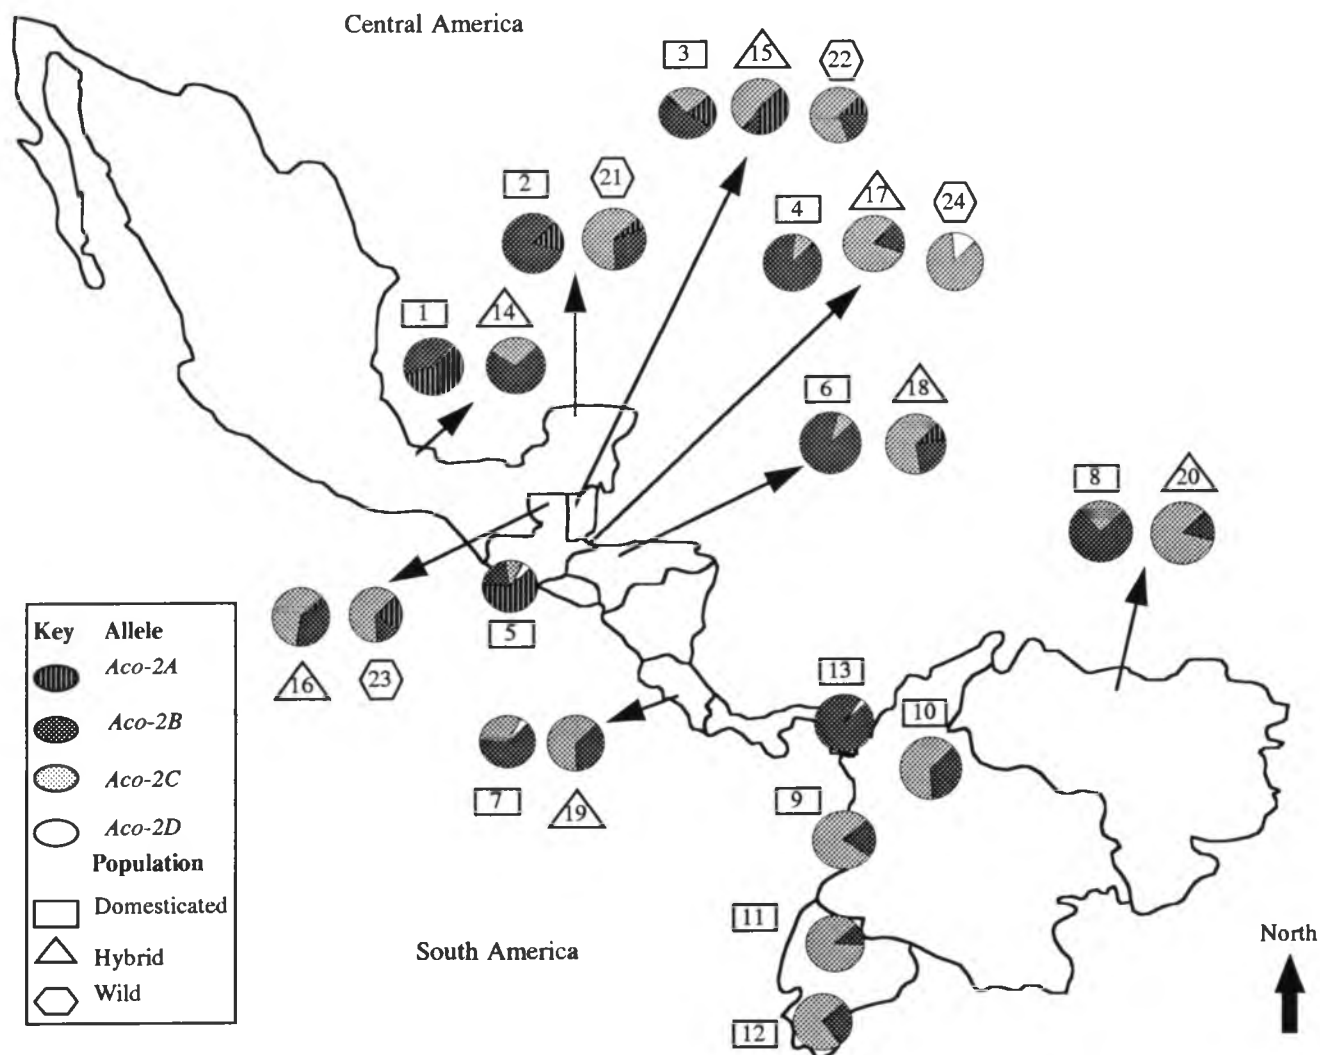 Central America
3 15 22
2 21
4 17 24
1 14
6 18
8 20
5
16 23
13
10
7 19
9
11
12
Key Allele
Aco-2A
Aco-2B
Aco-2C
Aco-2D
Population
Domesticated
Hybrid
Wild
South America
North